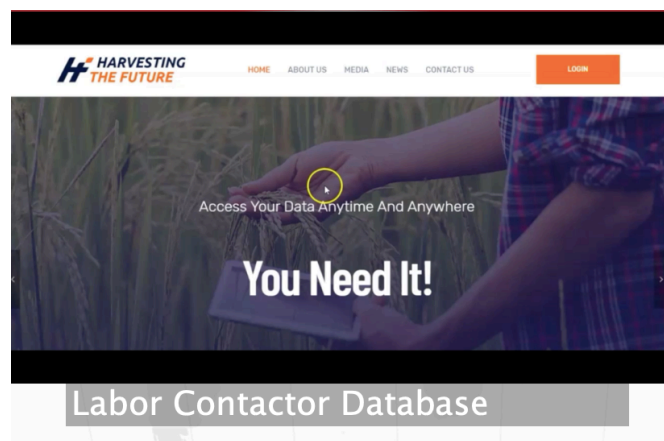 HARVESTING
THE FUTURE
HOME ABOUT US MEDIA NEWS CONTACT US LOGIN
Access Your Data Anytime And Anywhere
You Need It!
Labor Contactor Database